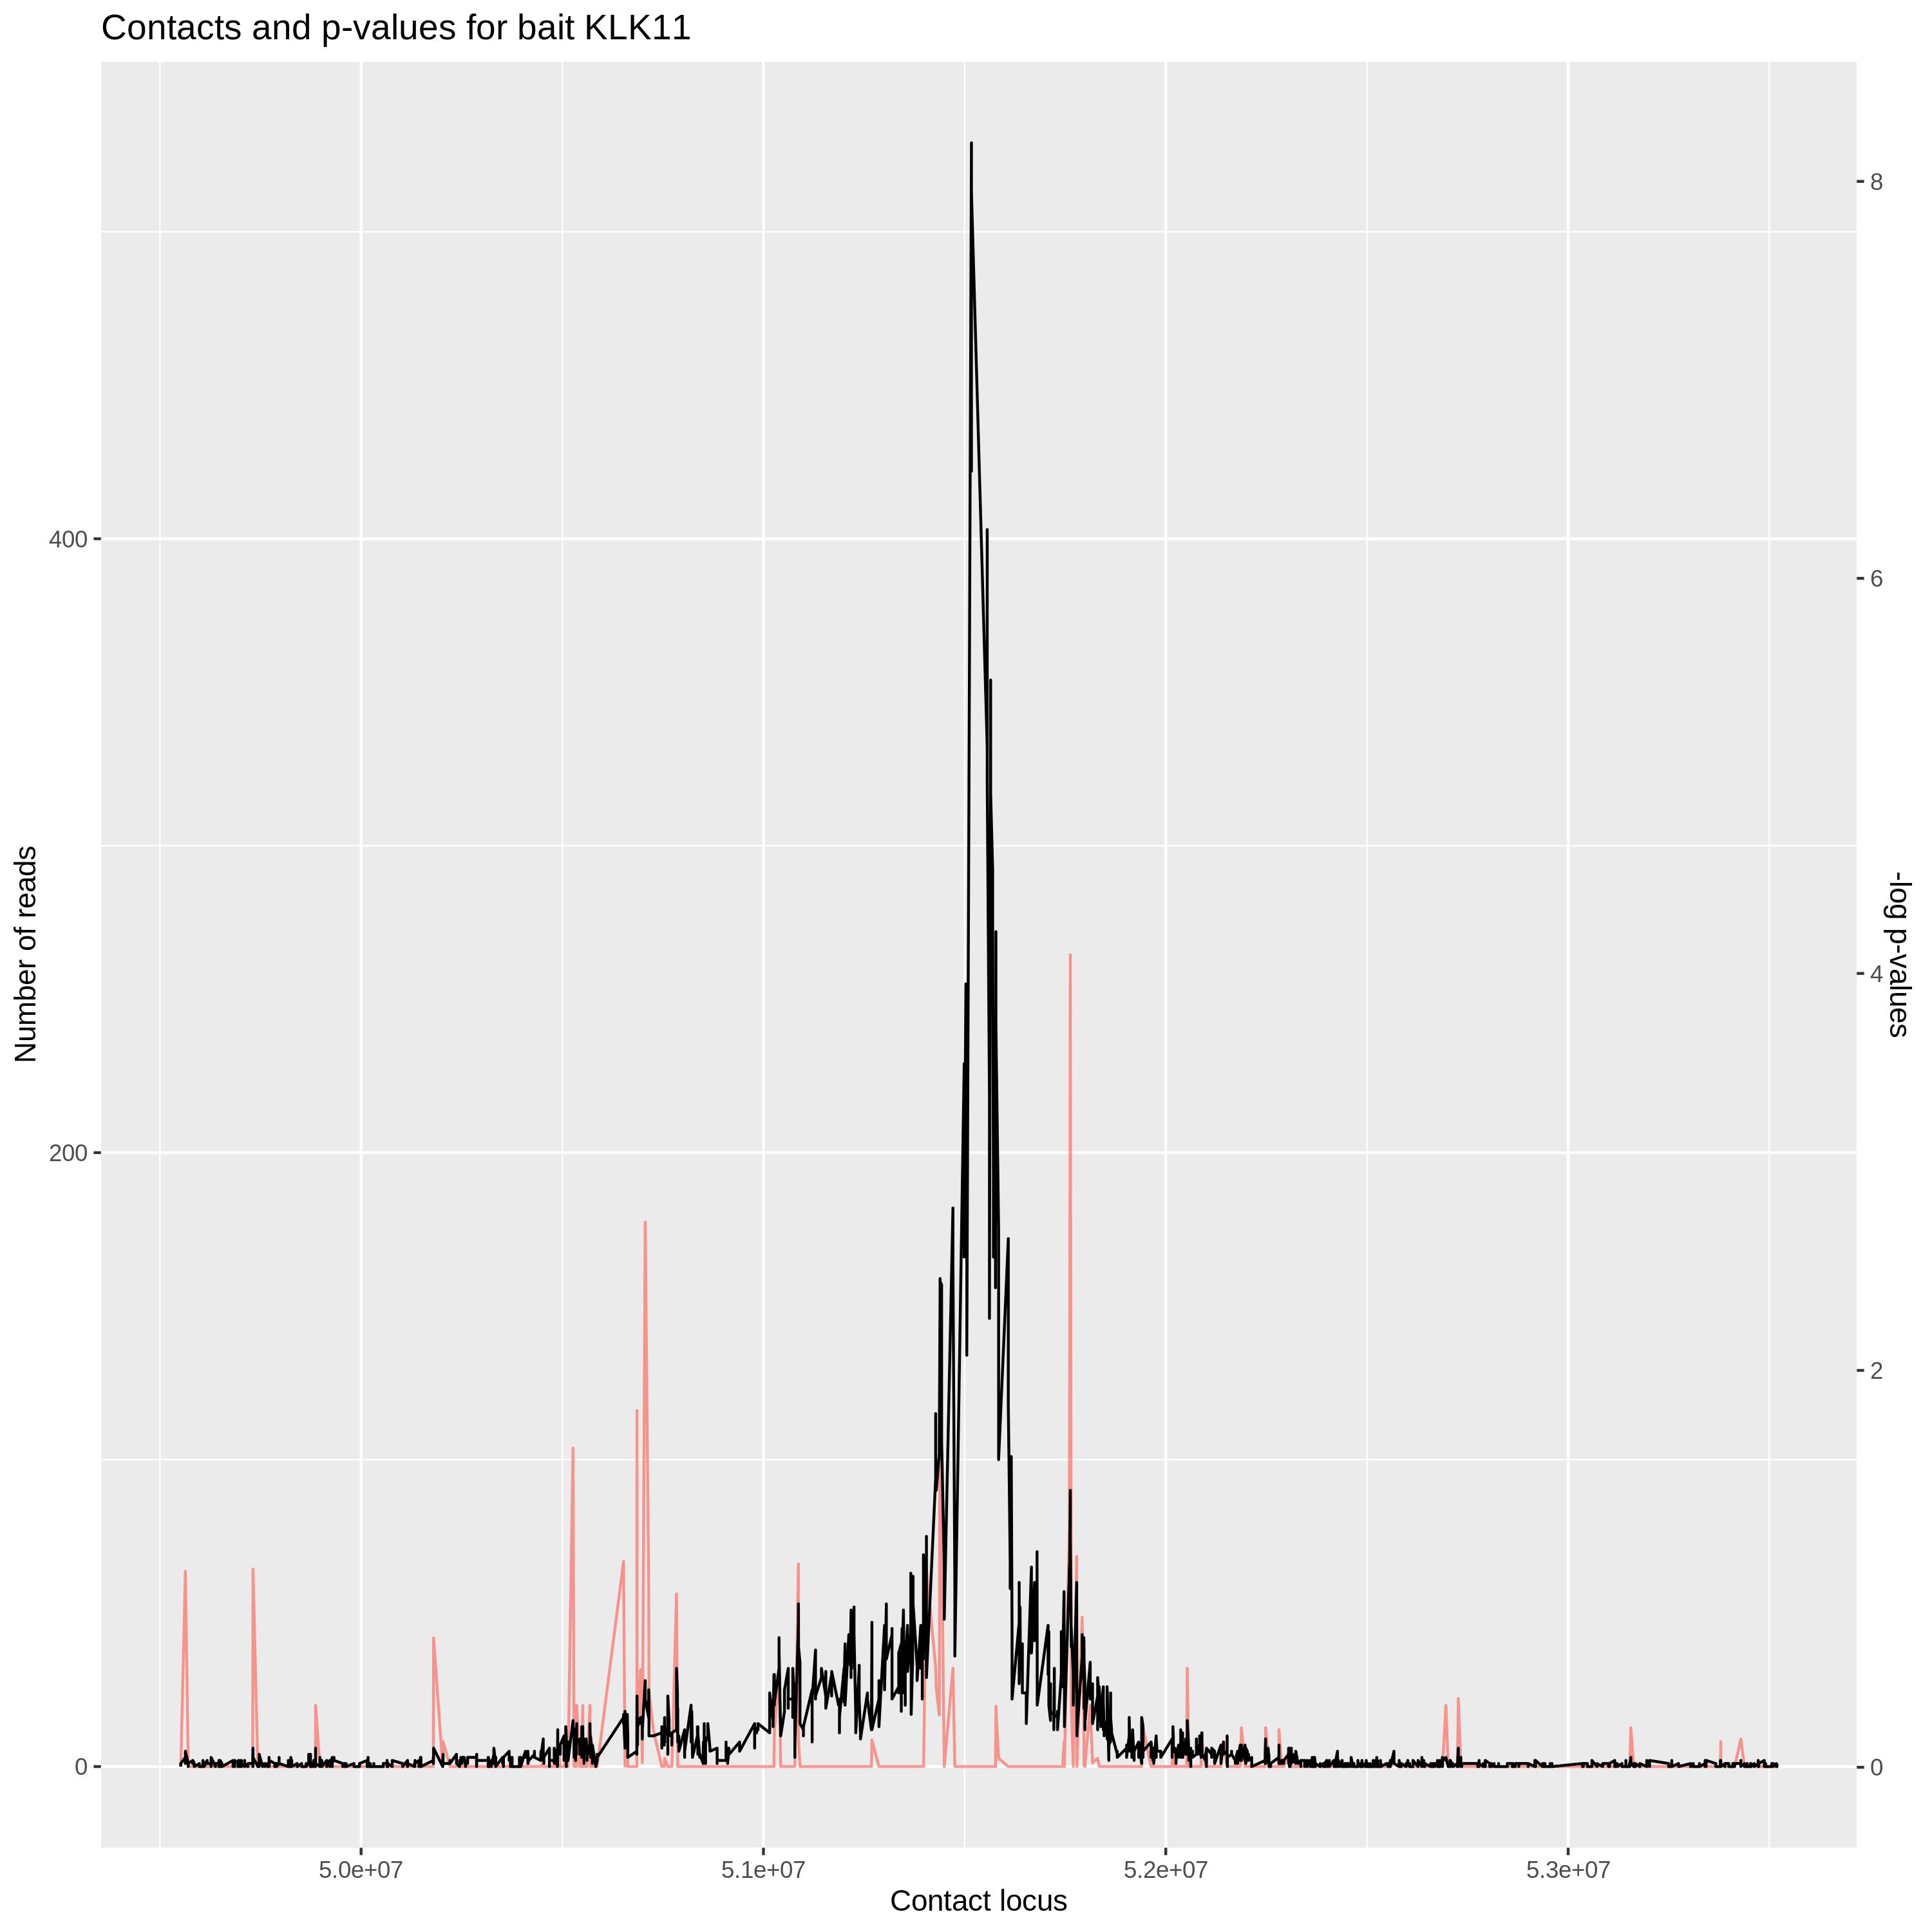 Contacts and p-values for bait KLK11
Number of reads
400
200
0
8
6
4
2
0
-log p-values
5.0e+07
5.1e+07
5.2e+07
5.3e+07
Contact locus